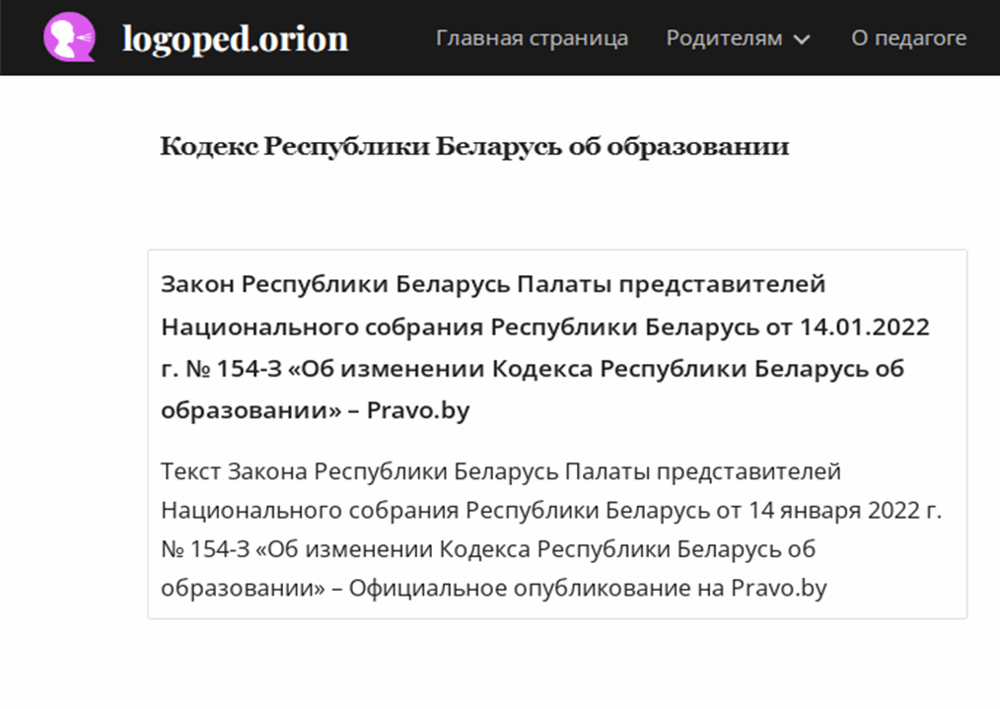 logoped.orion Главная страница Родителям О педагоге
Кодекс Республики Беларусь об образовании
Закон Республики Беларусь Палаты представителей
Национального собрания Республики Беларусь от 14.01.2022
г. № 154-З «Об изменении Кодекса Республики Беларусь об
образовании» – Pravo.by
Текст Закона Республики Беларусь Палаты представителей
Национального собрания Республики Беларусь от 14 января 2022 г.
№ 154-З «Об изменении Кодекса Республики Беларусь об
образовании» – Официальное опубликование на Pravo.by